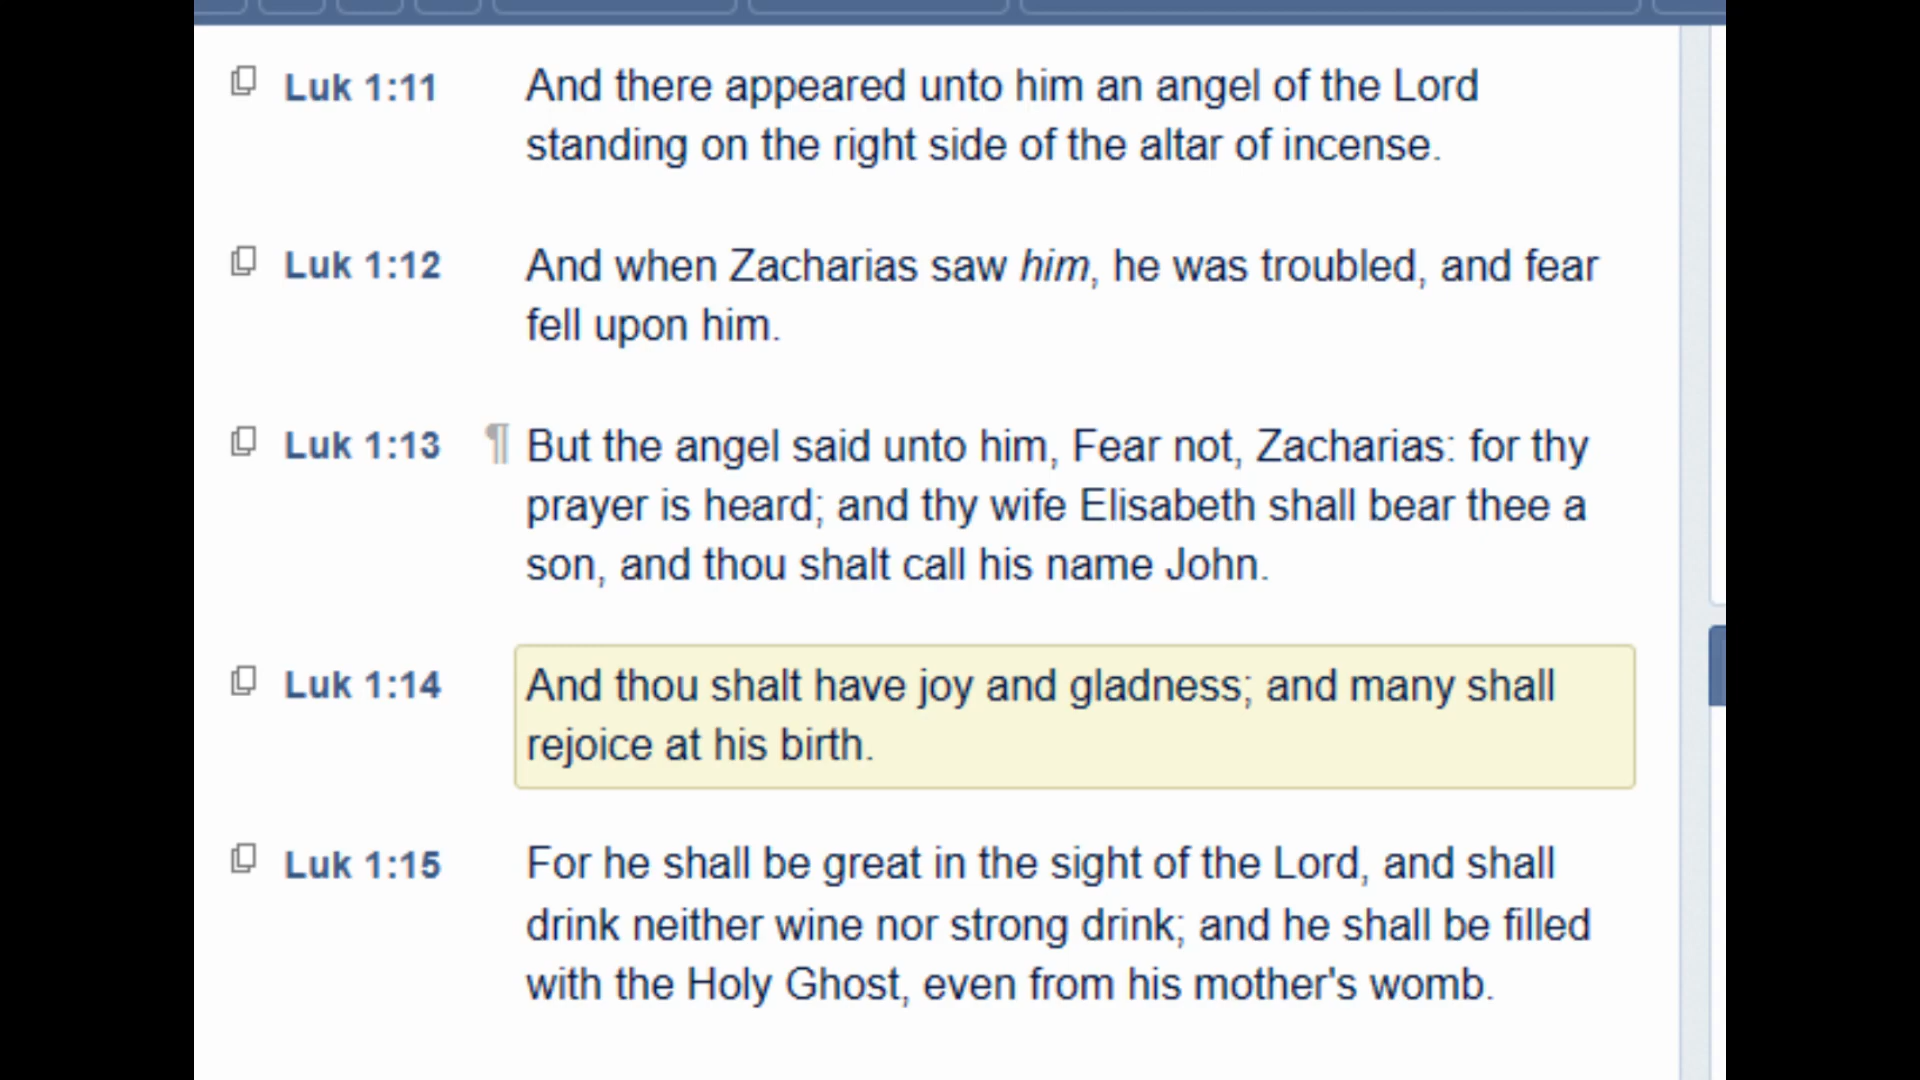 Luk 1:11 And there appeared unto him an angel of the Lord
standing on the right side of the altar of incense.
Luk 1:12 And when Zacharias saw him, he was troubled, and fear
fell upon him.
Luk 1:13 ¶ But the angel said unto him, Fear not, Zacharias: for thy
prayer is heard; and thy wife Elisabeth shall bear thee a
son, and thou shalt call his name John.
Luk 1:14 And thou shalt have joy and gladness; and many shall
rejoice at his birth.
Luk 1:15 For he shall be great in the sight of the Lord, and shall
drink neither wine nor strong drink; and he shall be filled
with the Holy Ghost, even from his mother's womb.